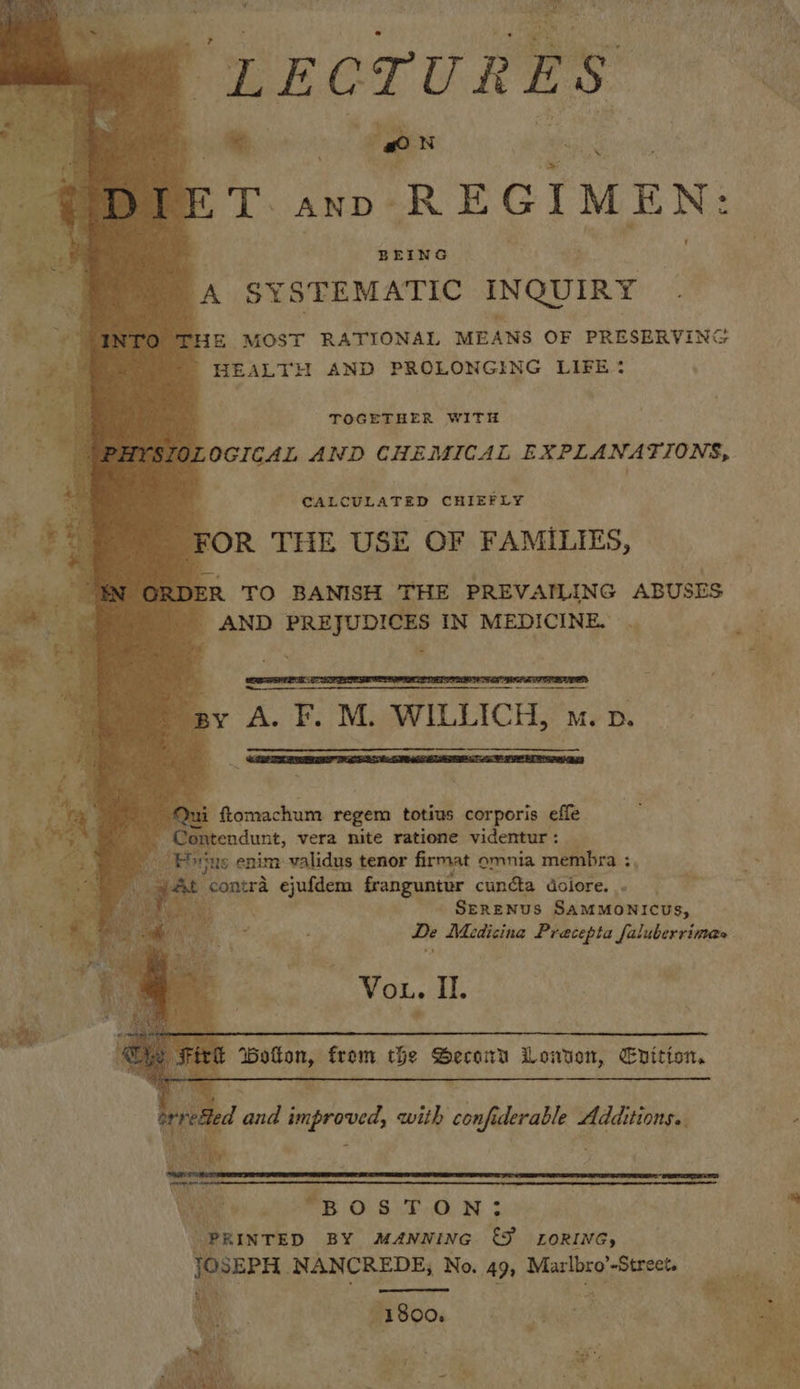 LECTURES
ON
DIET AND REGIMEN:
BEING
A SYSTEMATIC INQUIRY
INTO THE MOST RATIONAL MEANS OF PRESERVING
HEALTH AND PROLONGING LIFE:
TOGETHER WITH
PHYSIOLOGICAL AND CHEMICAL EXPLANATIONS,
CALCULATED CHIEFLY
FOR THE USE OF FAMILIES,
IN ORDER TO BANISH THE PREVAILING ABUSES
AND PREJUDICES IN MEDICINE.
BY A. F. M. WILLICH, M. D.
Qui ſtomachum regem totius corporis eſſe
Contendunt, vera nite ratione videntur:
Hujus enim validus tenor firmat omnia membra:
At contrà ejuſdem franguntur cuncta dolore.
SERENUS SAMMONICUS,
De Medicina Præcepta ſaluberrima.
VOL. II.
The Firſt Boſton, from the Second London, Edition.
Corrected and improved, with conſiderable Additions.
BOSTON:
PRINTED BY MANNING & LORING,
JOSEPH NANCREDE, No. 49, Marlbro'-Street.
1800.